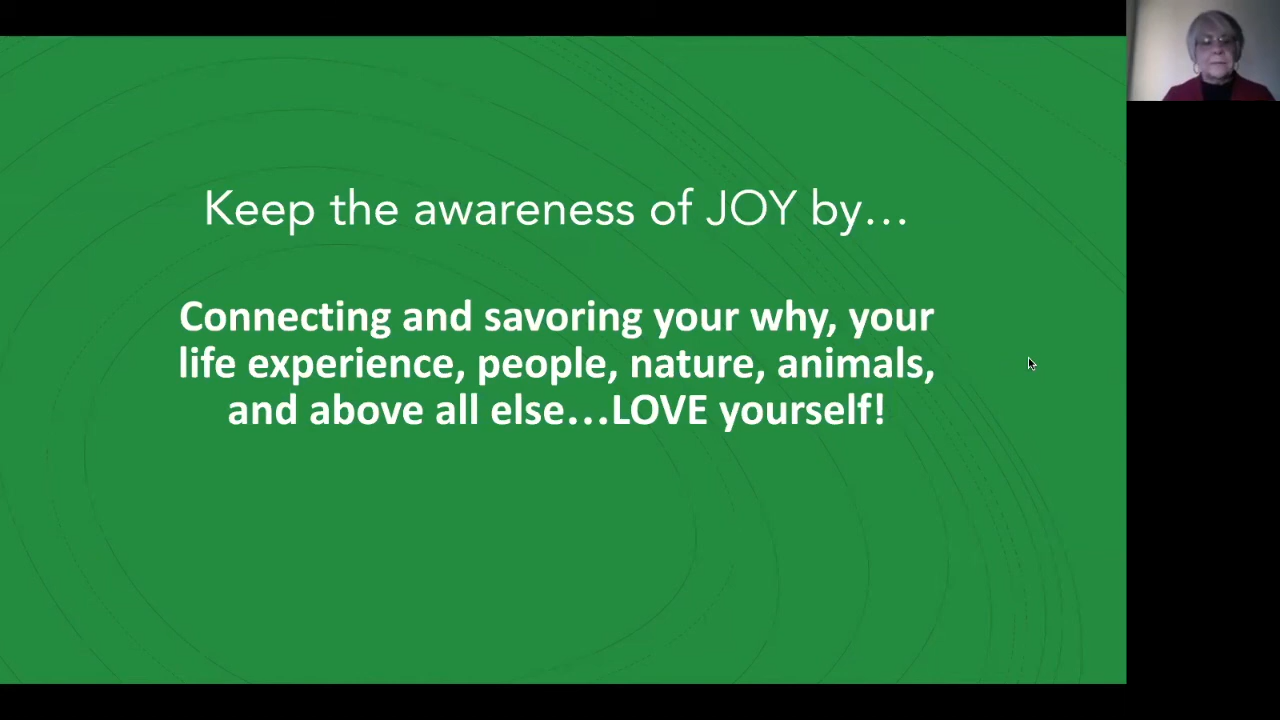 Keep the awareness of JOY by…
Connecting and savoring your why, your
life experience, people, nature, animals,
and above all else…LOVE yourself!